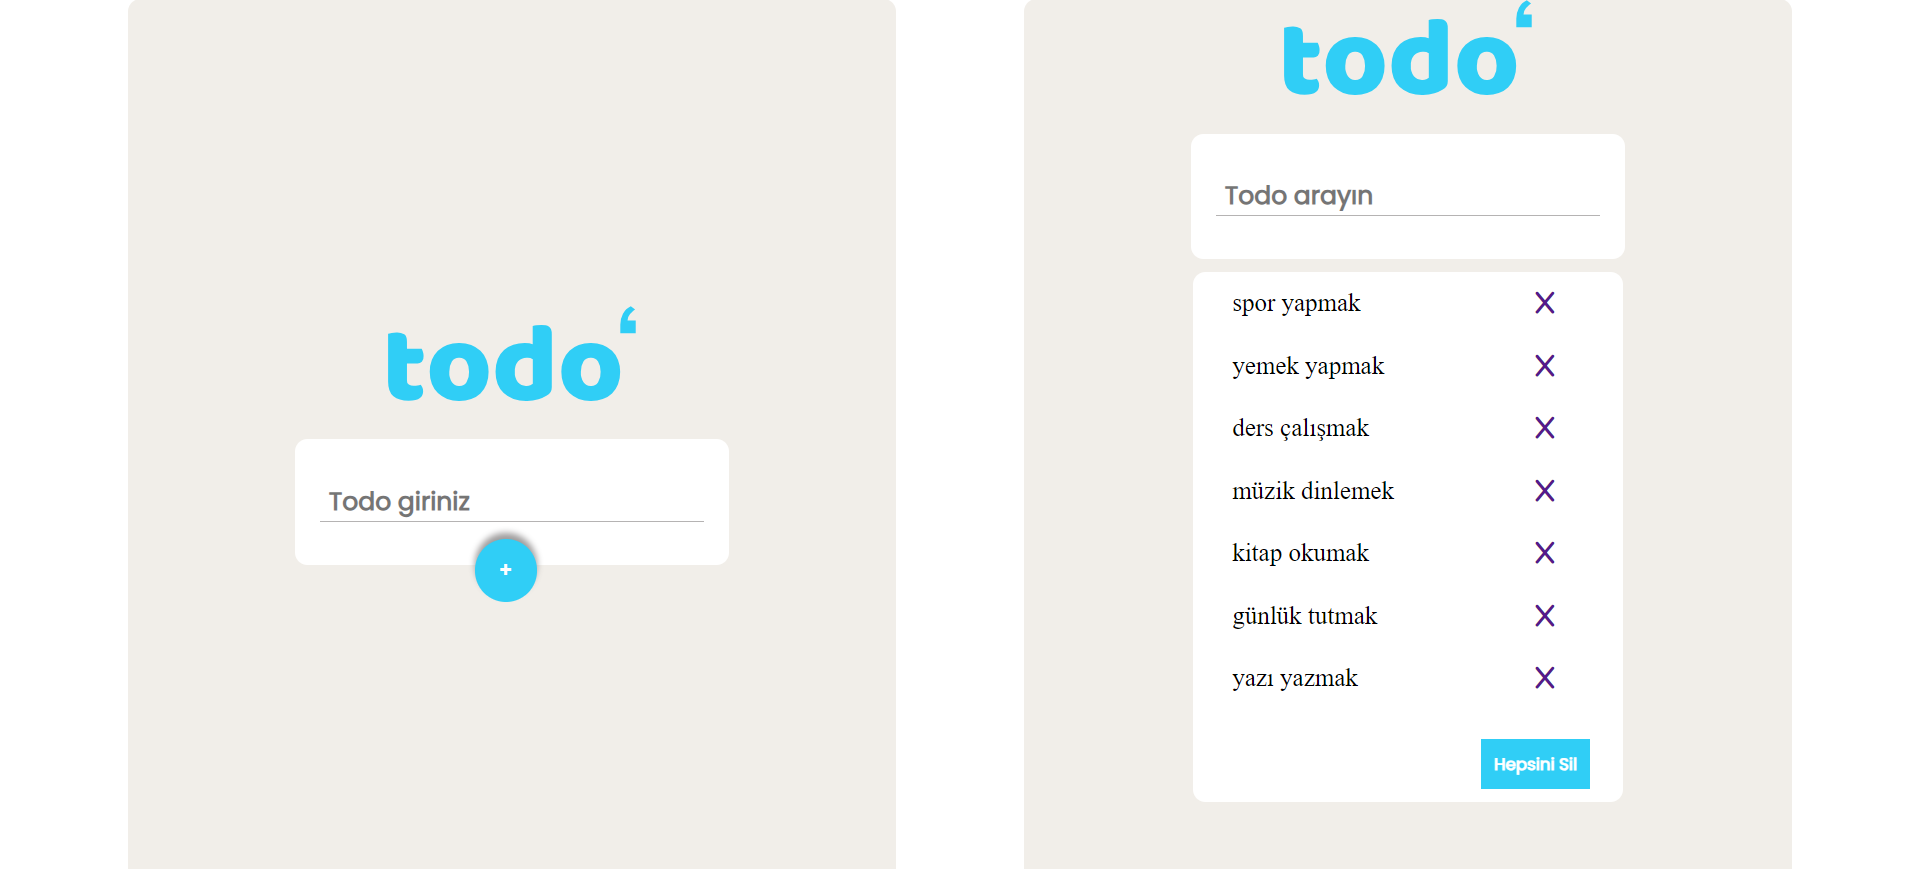 todo‘
Todo giriniz
+
todo‘
Todo arayın
spor yapmak X
yemek yapmak X
ders çalışmak X
müzik dinlemek X
kitap okumak X
günlük tutmak X
yazı yazmak X
Hepsini Sil